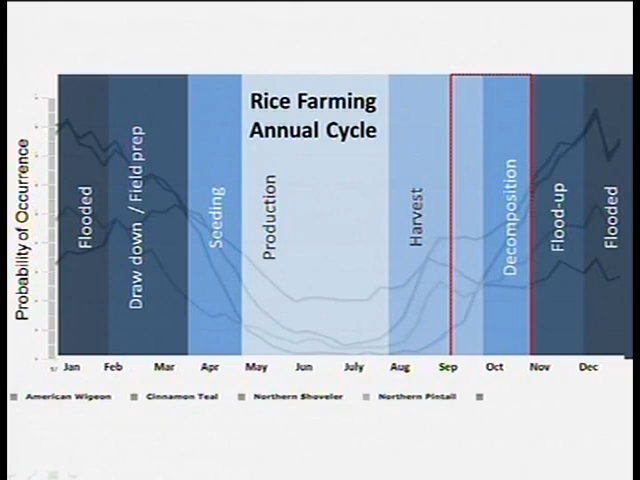 Rice Farming
Annual Cycle
Probability of Occurrence
Flooded
Draw down / Field prep
Seeding
Production
Harvest
Decomposition
Flood-up
Flooded
Jan Feb Mar Apr May Jun July Aug Sep Oct Nov Dec
American Wigeon Cinnamon Teal Northern Shoveler Northern Pintail